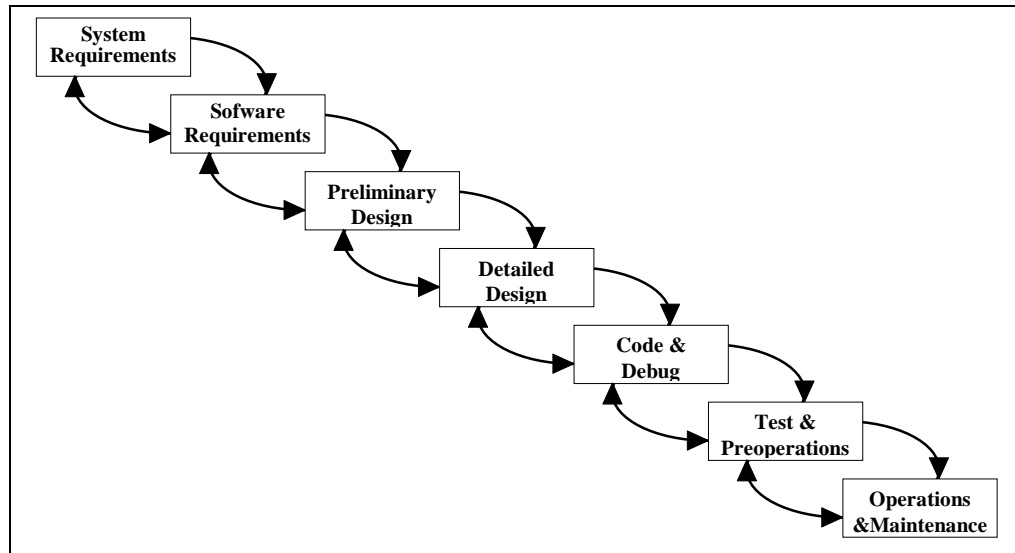 System
Requirements
Sofware
Requirements
Preliminary
Design
Detailed
Design
Code &
Debug
Test &
Preoperations
Operations
&Maintenance